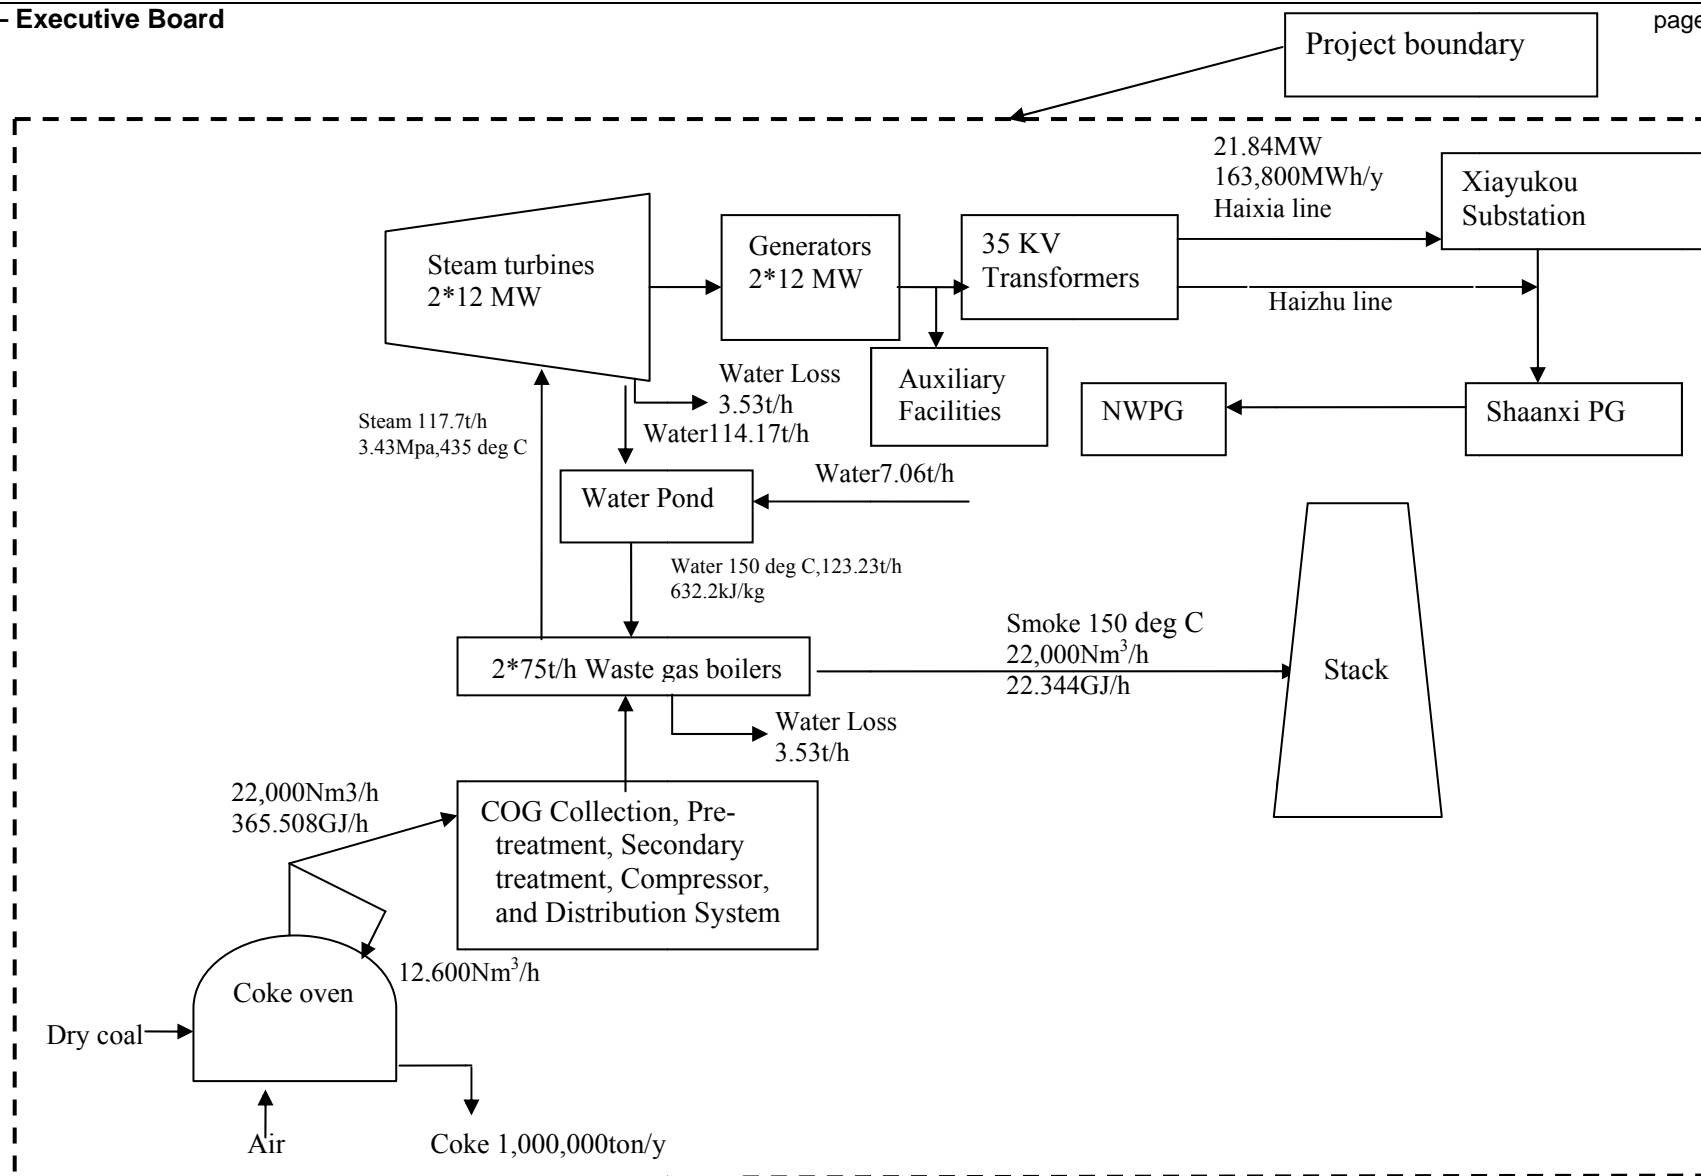 – Executive Board
page
Project boundary
21.84MW
163,800MWh/y
Haixia line
Xiayukou
Substation
Steam turbines
2*12 MW
Generators
2*12 MW
35 KV
Transformers
Haizhu line
Water Loss
3.53t/h
Water114.17t/h
Auxiliary
Facilities
NWPG
Shaanxi PG
Steam 117.7t/h
3.43Mpa,435 deg C
Water Pond
Water7.06t/h
Water 150 deg C,123.23t/h
632.2kJ/kg
2*75t/h Waste gas boilers
Smoke 150 deg C
22,000Nm³/h
22.344GJ/h
Stack
Water Loss
3.53t/h
22,000Nm3/h
365.508GJ/h
COG Collection, Pre-
treatment, Secondary
treatment, Compressor,
and Distribution System
12,600Nm³/h
Coke oven
Dry coal
Air
Coke 1,000,000ton/y